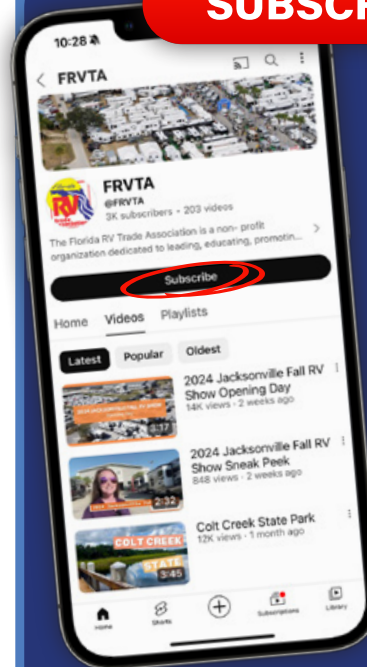 SUBSC
10:28
FRVTA
FRVTA
@FRVTA
3K subscribers • 203 videos
The Florida RV Trade Association is a non- profit
organization dedicated to leading, educating, promotin...
Subscribe
Home Videos Playlists
Latest Popular Oldest
2024 Jacksonville Fall RV
Show Opening Day
14K views • 2 weeks ago
3:17
2024 Jacksonville Fall RV
Show Sneak Peek
848 views • 2 weeks ago
2:32
Colt Creek State Park
12K views • 1 month ago
COLT CREEK
STATE
3:45
Home Shorts Subscriptions Library